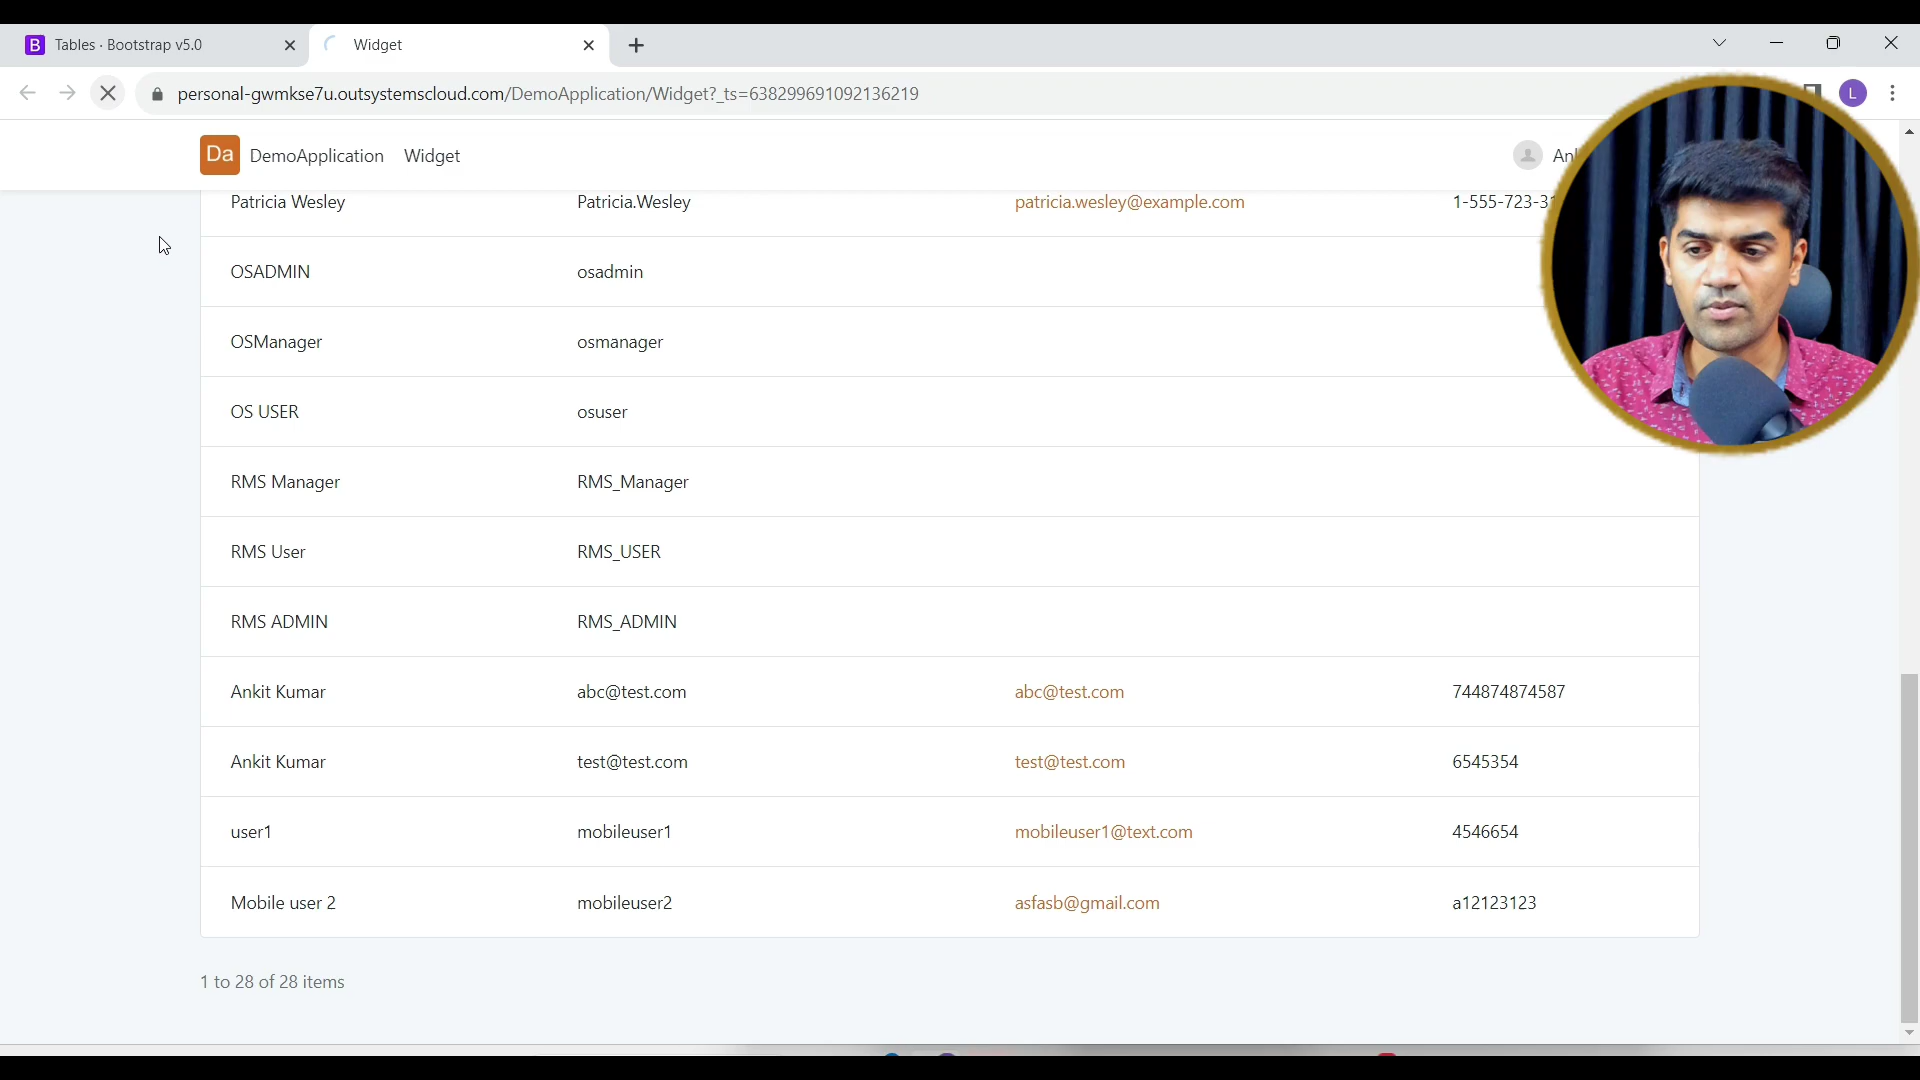 B Tables · Bootstrap v5.0 Widget
personal-gwmkse7u.outsystemscloud.com/DemoApplication/Widget?_ts=638299691092136219 L
Da DemoApplication Widget
Patricia Wesley Patricia.Wesley patricia.wesley@example.com 1-555-723-31
OSADMIN osadmin
OSManager osmanager
OS USER osuser
RMS Manager RMS_Manager
RMS User RMS_USER
RMS ADMIN RMS_ADMIN
Ankit Kumar abc@test.com abc@test.com 744874874587
Ankit Kumar test@test.com test@test.com 6545354
user1 mobileuser1 mobileuser1@text.com 4546654
Mobile user 2 mobileuser2 asfasb@gmail.com a12123123
1 to 28 of 28 items